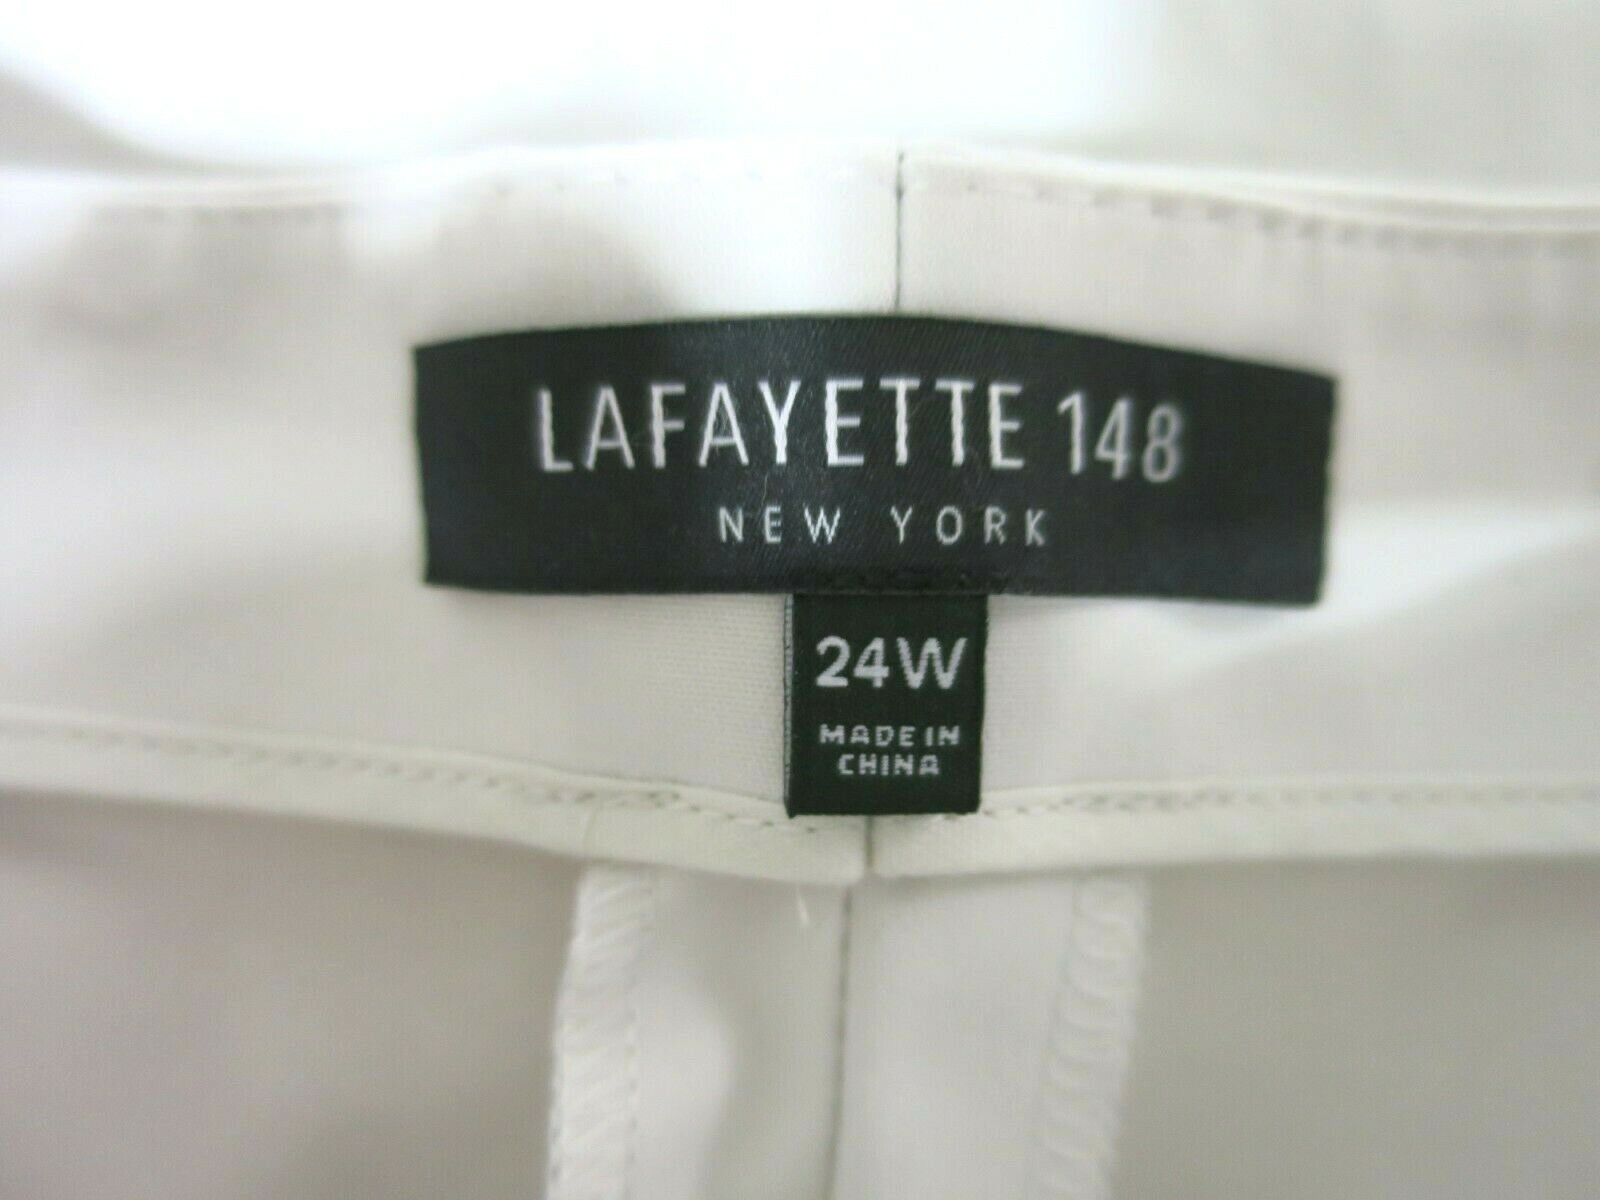 LAFAYETTE 148
NEW YORK
24W
MADE IN
CHINA